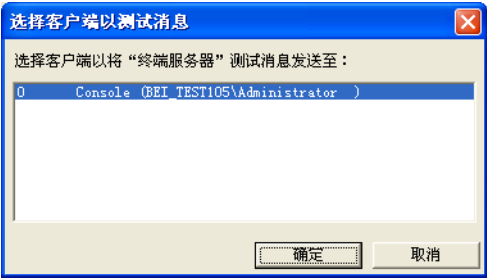 选择客户端以测试消息
选择客户端以将“终端服务器”测试消息发送至：
0 Console (BEI_TEST105\Administrator )
确定
取消